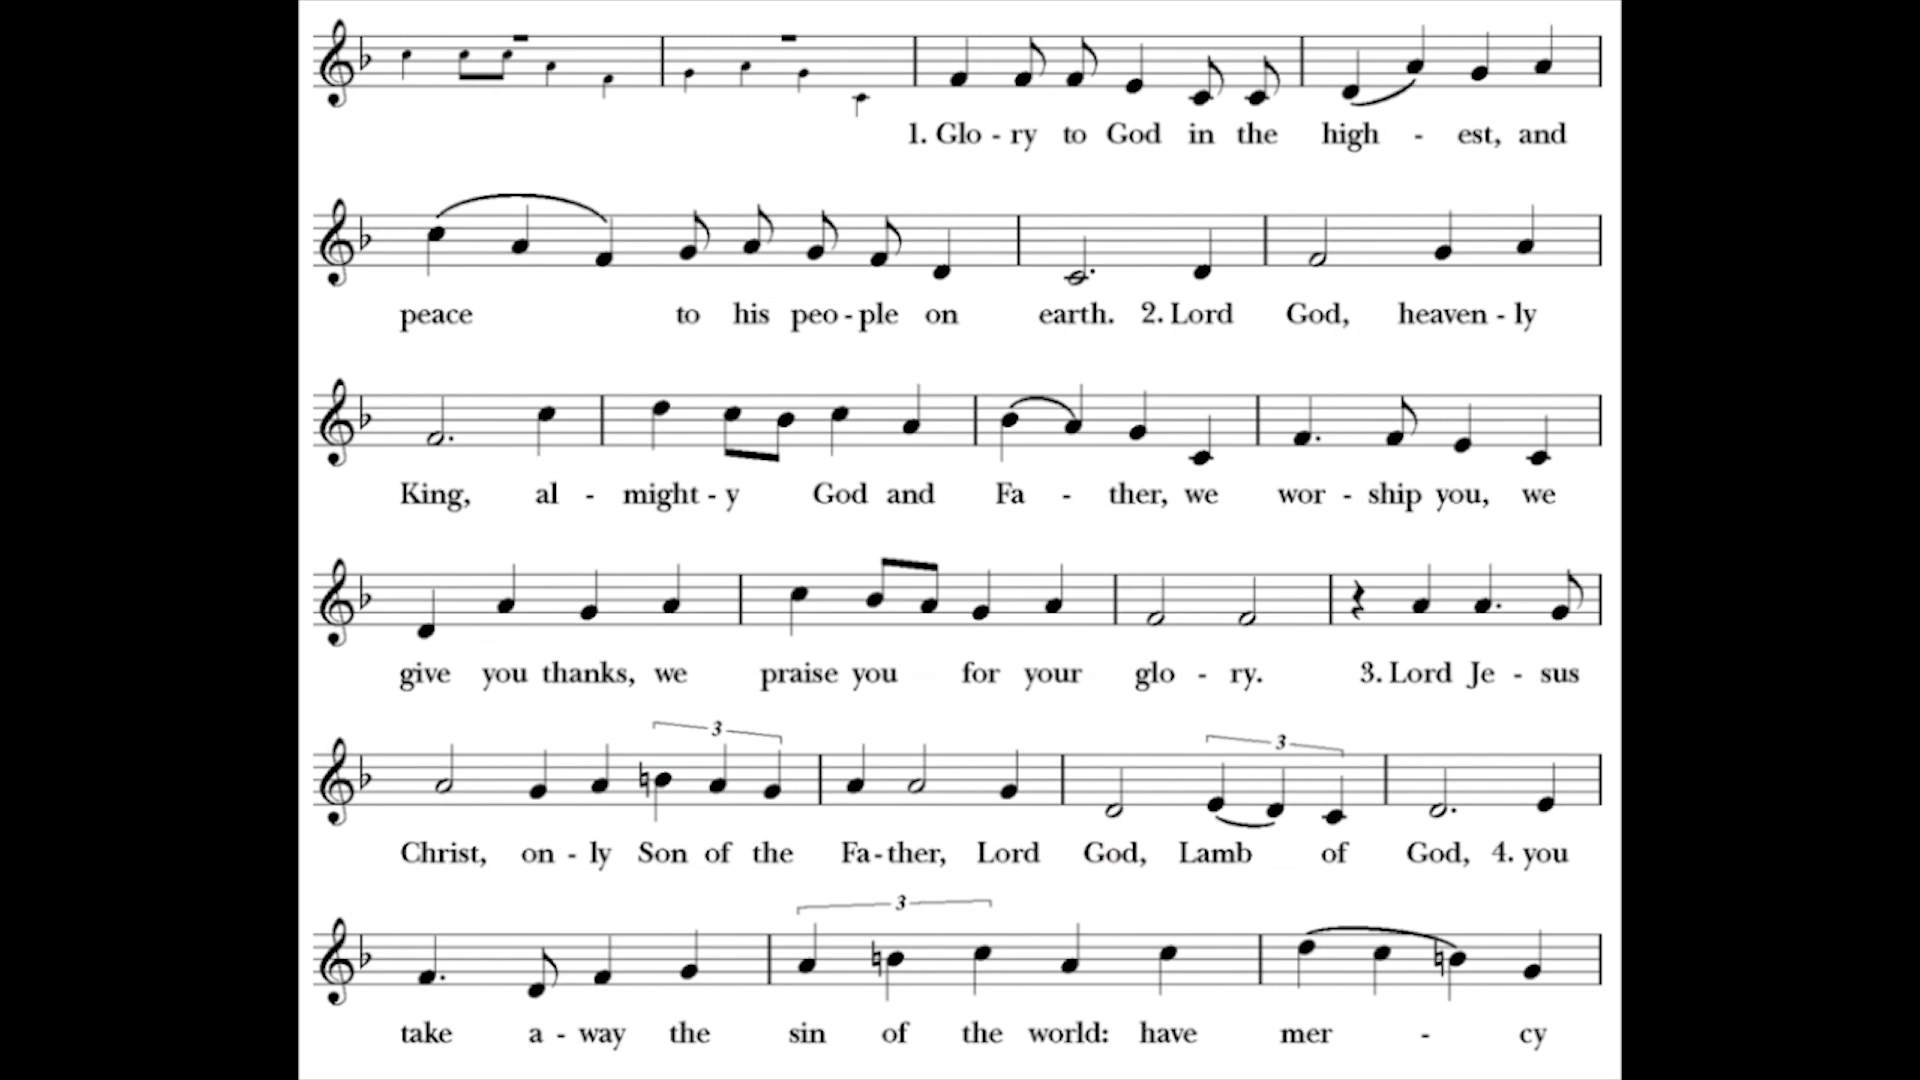 1. Glo - ry to God in the high - est, and
peace to his peo - ple on earth. 2. Lord God, heaven - ly
King, al - might - y God and Fa - ther, we wor - ship you, we
give you thanks, we praise you for your glo - ry. 3. Lord Je - sus
3 3
Christ, on - ly Son of the Fa - ther, Lord God, Lamb of God, 4. you
3
take a - way the sin of the world: have mer - cy